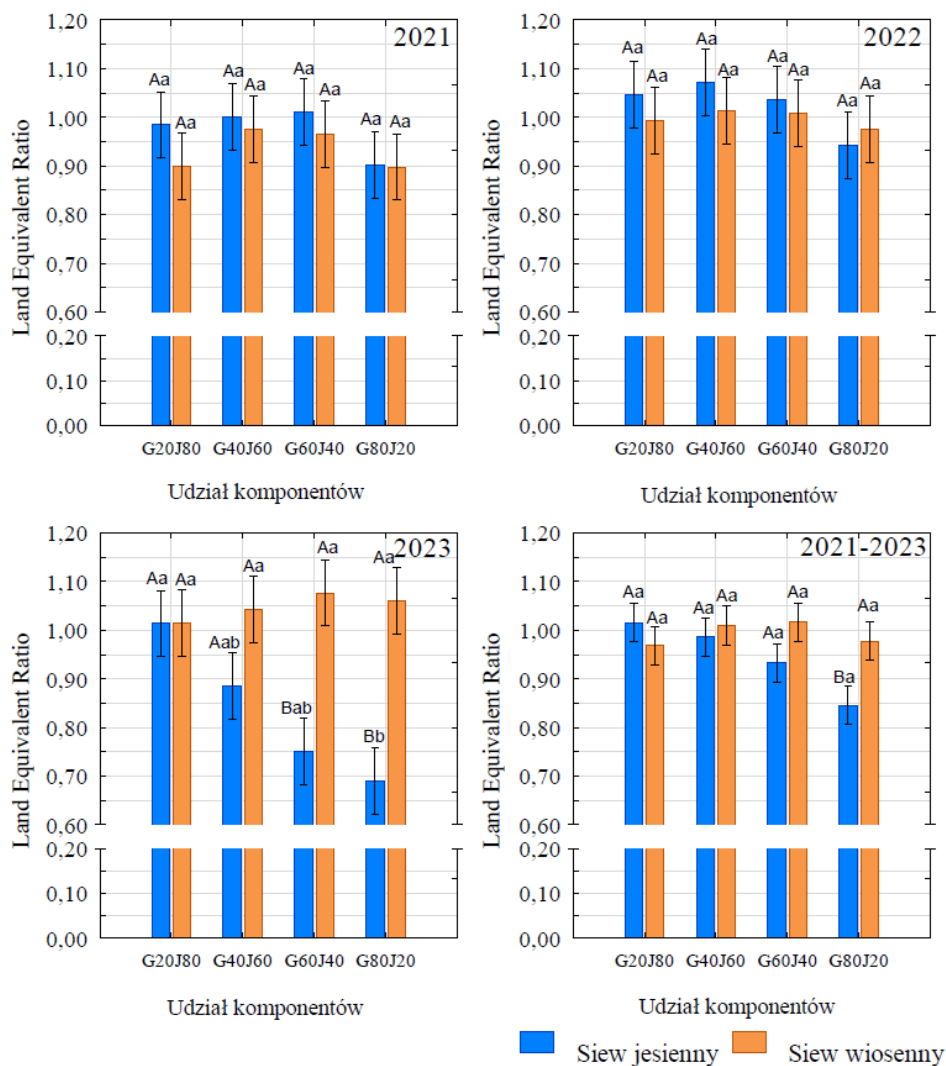 2021
Land Equivalent Ratio
1,20
1,10
1,00
0,90
0,80
0,70
0,60
0,20
0,10
0,00
Aa Aa Aa Aa Aa Aa Aa Aa
G20J80 G40J60 G60J40 G80J20
Udział komponentów
2022
Land Equivalent Ratio
1,20
1,10
1,00
0,90
0,80
0,70
0,60
0,20
0,10
0,00
Aa Aa Aa Aa Aa Aa Aa Aa
G20J80 G40J60 G60J40 G80J20
Udział komponentów
2023
Land Equivalent Ratio
1,20
1,10
1,00
0,90
0,80
0,70
0,60
0,20
0,10
0,00
Aa Aa Aab Aa Bab Aa Bb Aa
G20J80 G40J60 G60J40 G80J20
Udział komponentów
2021-2023
Land Equivalent Ratio
1,20
1,10
1,00
0,90
0,80
0,70
0,60
0,20
0,10
0,00
Aa Aa Aa Aa Aa Aa Ba Aa
G20J80 G40J60 G60J40 G80J20
Udział komponentów
Siew jesienny Siew wiosenny